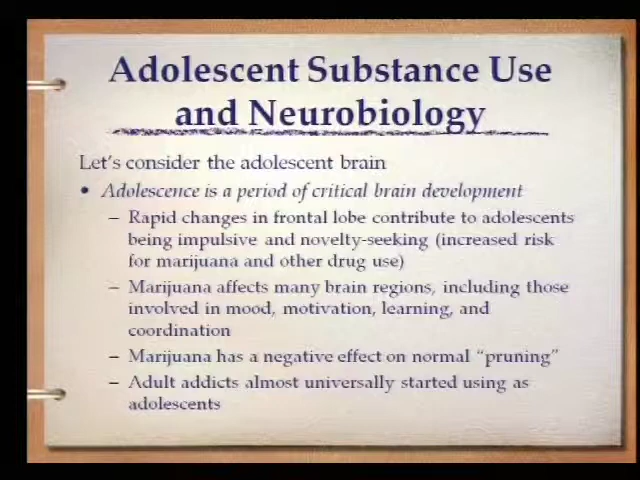 Adolescent Substance Use
and Neurobiology
Let's consider the adolescent brain
• Adolescence is a period of critical brain development
– Rapid changes in frontal lobe contribute to adolescents
being impulsive and novelty-seeking (increased risk
for marijuana and other drug use)
– Marijuana affects many brain regions, including those
involved in mood, motivation, learning, and
coordination
– Marijuana has a negative effect on normal “pruning”
– Adult addicts almost universally started using as
adolescents